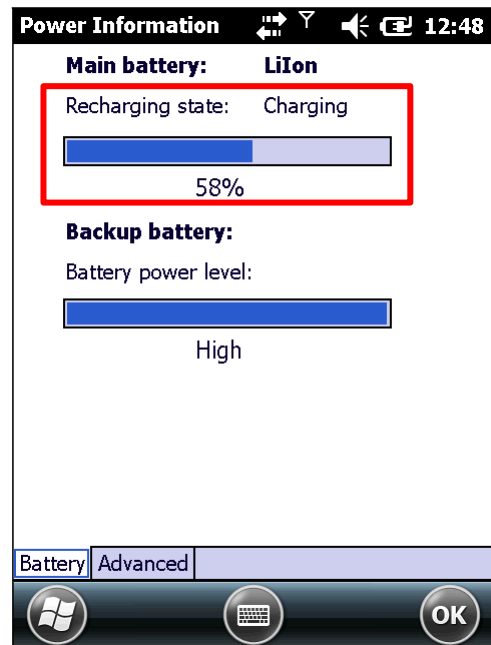 Power Information 12:48
Main battery: LiIon
Recharging state: Charging
58%
Backup battery:
Battery power level:
High
Battery Advanced
OK